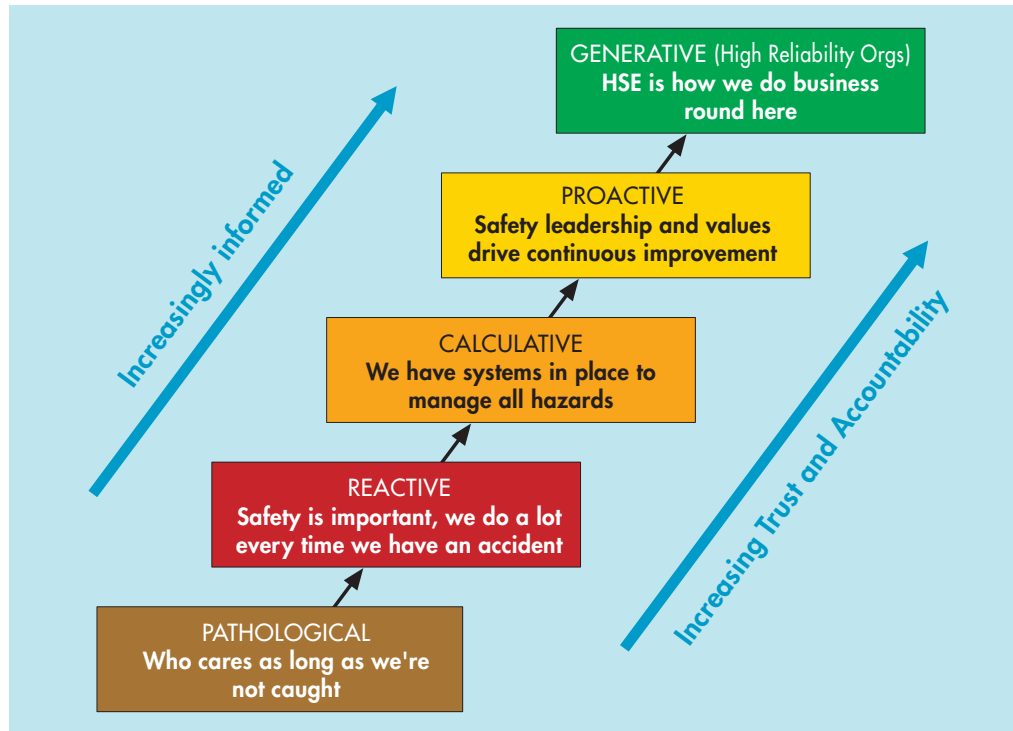 GENERATIVE (High Reliability Orgs)
HSE is how we do business
round here
PROACTIVE
Safety leadership and values
drive continuous improvement
CALCULATIVE
We have systems in place to
manage all hazards
REACTIVE
Safety is important, we do a lot
every time we have an accident
PATHOLOGICAL
Who cares as long as we're
not caught
Increasingly informed
Increasing Trust and Accountability